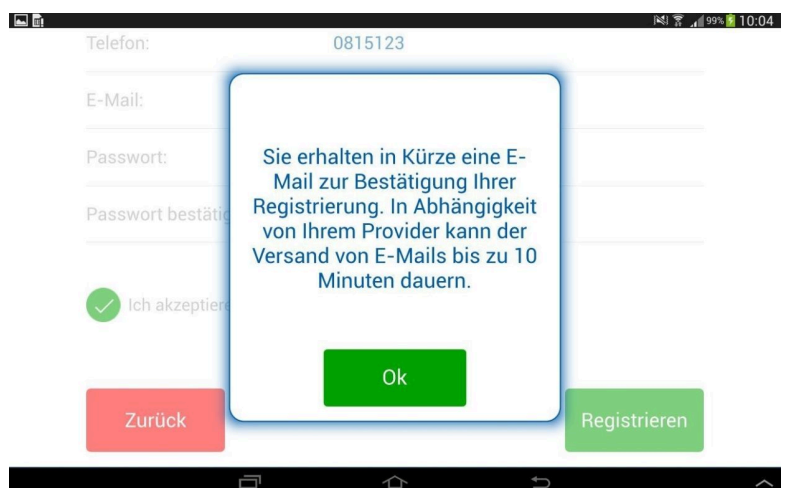 99% 10:04
Telefon: 0815123
E-Mail:
Passwort:
Passwort bestätig
Ich akzeptiere
Sie erhalten in Kürze eine E-
Mail zur Bestätigung Ihrer
Registrierung. In Abhängigkeit
von Ihrem Provider kann der
Versand von E-Mails bis zu 10
Minuten dauern.
Ok
Zurück
Registrieren